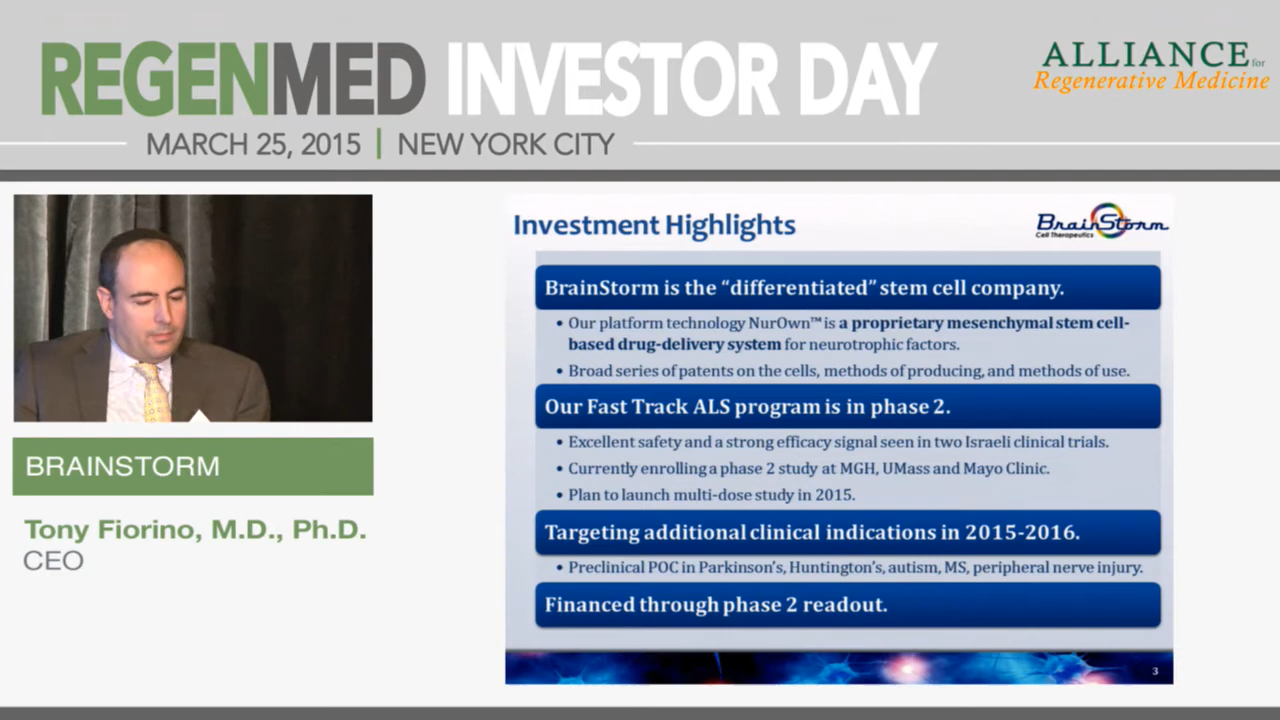 REGENMED INVESTOR DAY
MARCH 25, 2015 | NEW YORK CITY
ALLIANCE for
Regenerative Medicine
BRAINSTORM
Tony Fiorino, M.D., Ph.D.
CEO
Investment Highlights
BrainStorm
Cell Therapeutics
BrainStorm is the “differentiated” stem cell company.
• Our platform technology NurOwn™ is a proprietary mesenchymal stem cell-
based drug-delivery system for neurotrophic factors.
• Broad series of patents on the cells, methods of producing, and methods of use.
Our Fast Track ALS program is in phase 2.
• Excellent safety and a strong efficacy signal seen in two Israeli clinical trials.
• Currently enrolling a phase 2 study at MGH, UMass and Mayo Clinic.
• Plan to launch multi-dose study in 2015.
Targeting additional clinical indications in 2015-2016.
• Preclinical POC in Parkinson’s, Huntington’s, autism, MS, peripheral nerve injury.
Financed through phase 2 readout.
3